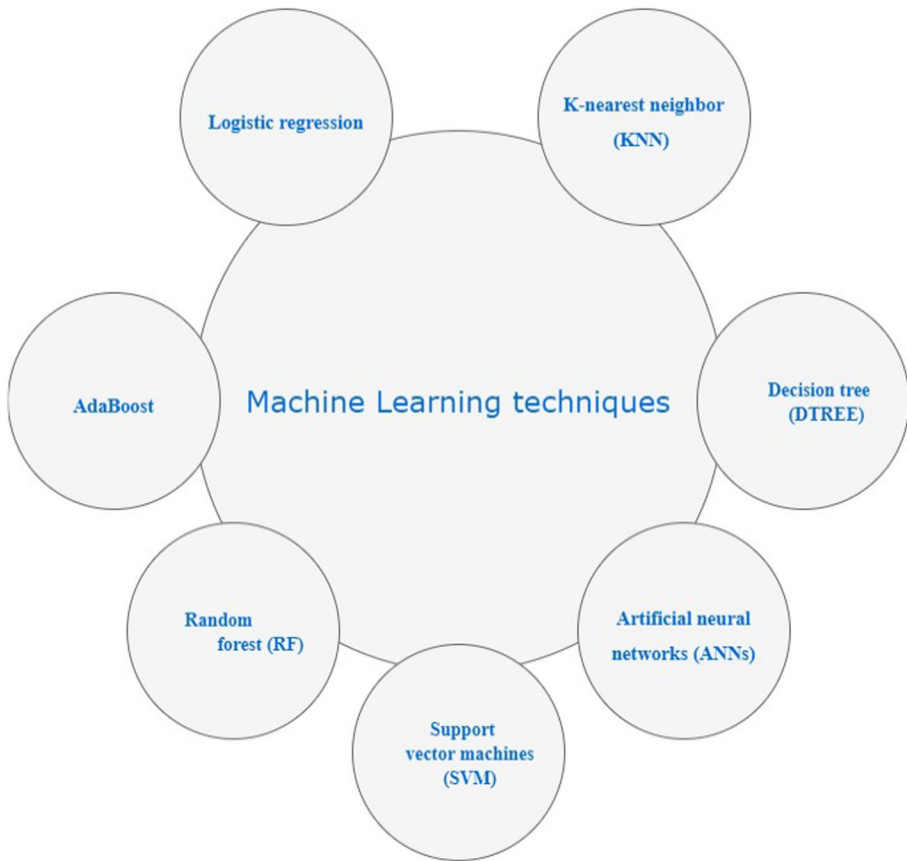 Logistic regression
K-nearest neighbor
(KNN)
Machine Learning techniques
AdaBoost
Decision tree
(DTREE)
Random
forest (RF)
Artificial neural
networks (ANNs)
Support
vector machines
(SVM)